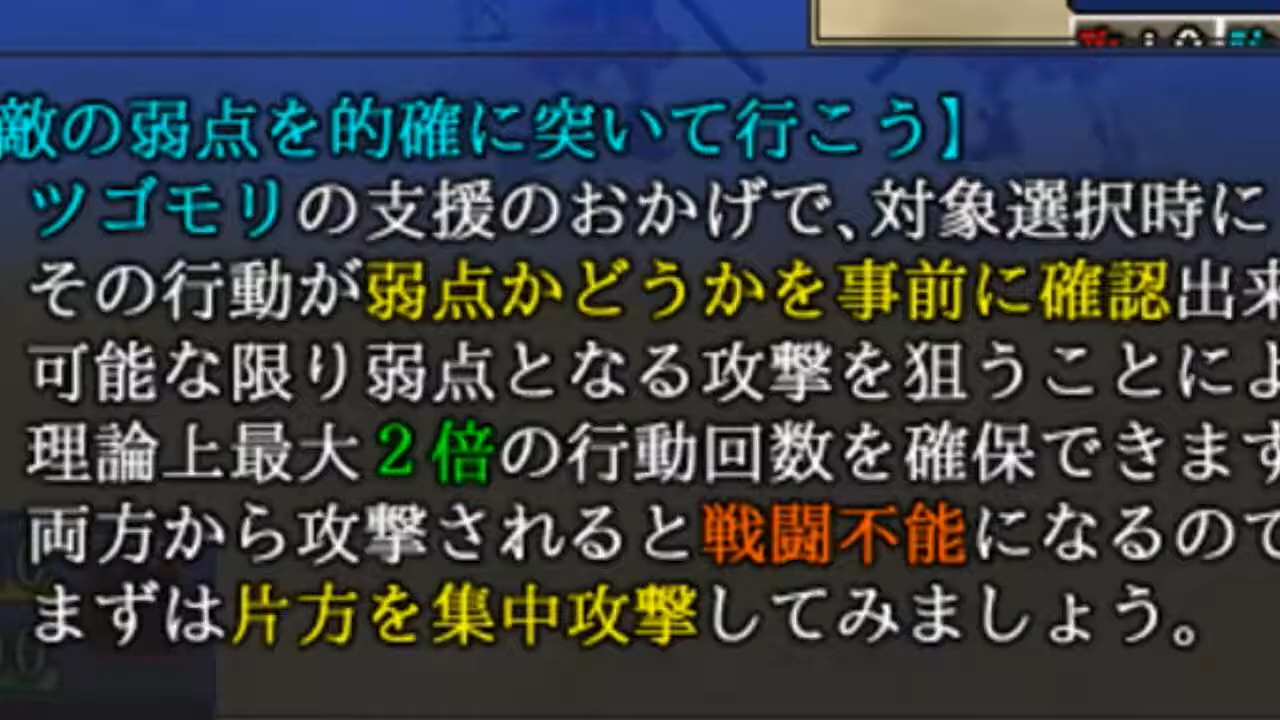 敵の弱点を的確に突いて行こう】
ツゴモリの支援のおかげで、対象選択時に
その行動が弱点かどうかを事前に確認出来
可能な限り弱点となる攻撃を狙うことによ
理論上最大２倍の行動回数を確保できます
両方から攻撃されると戦闘不能になるので
まずは片方を集中攻撃してみましょう。